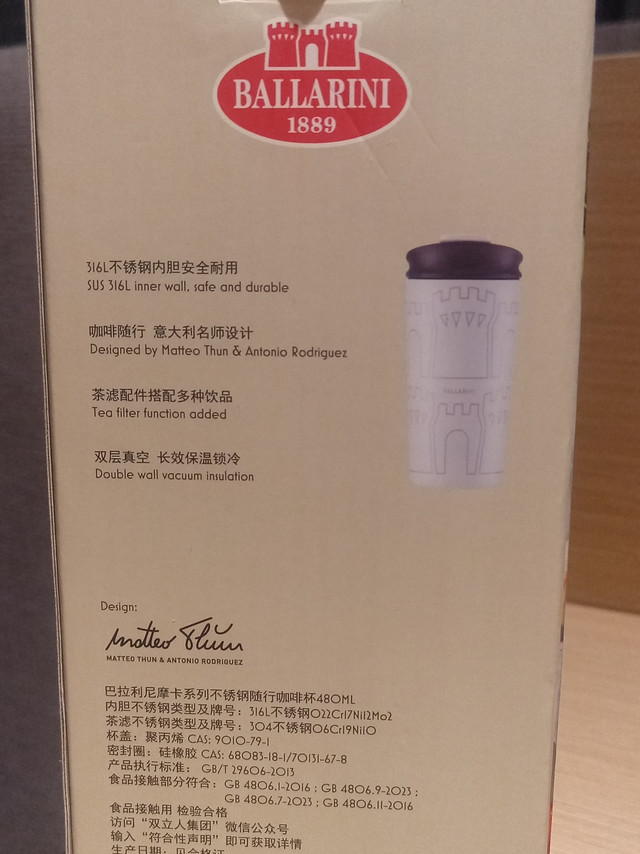 BALLARINI
1889
316L不锈钢内胆安全耐用
SUS 316L inner wall, safe and durable
咖啡随行 意大利名师设计
Designed by Matteo Thun & Antonio Rodriguez
茶滤配件搭配多种饮品
Tea filter function added
双层真空 长效保温锁冷
Double wall vacuum insulation
BALLARINI
Design:
Matteo Thun
MATTEO THUN & ANTONIO RODRIGUEZ
巴拉利尼摩卡系列不锈钢随行咖啡杯480ML
内胆不锈钢类型及牌号：316L不锈钢022Cr17Ni12Mo2
茶滤不锈钢类型及牌号：304不锈钢06Cr19Ni10
杯盖：聚丙烯 CAS: 9010-79-1
密封圈：硅橡胶 CAS: 68083-18-1/70131-67-8
产品执行标准： GB/T 29606-2013
食品接触部分符合：GB 4806.1-2016；GB 4806.9-2023；
GB 4806.7-2023；GB 4806.11-2016
食品接触用 检验合格
访问“双立人集团”微信公众号
输入“符合性声明”即可获取详情
生产日期：见合格证